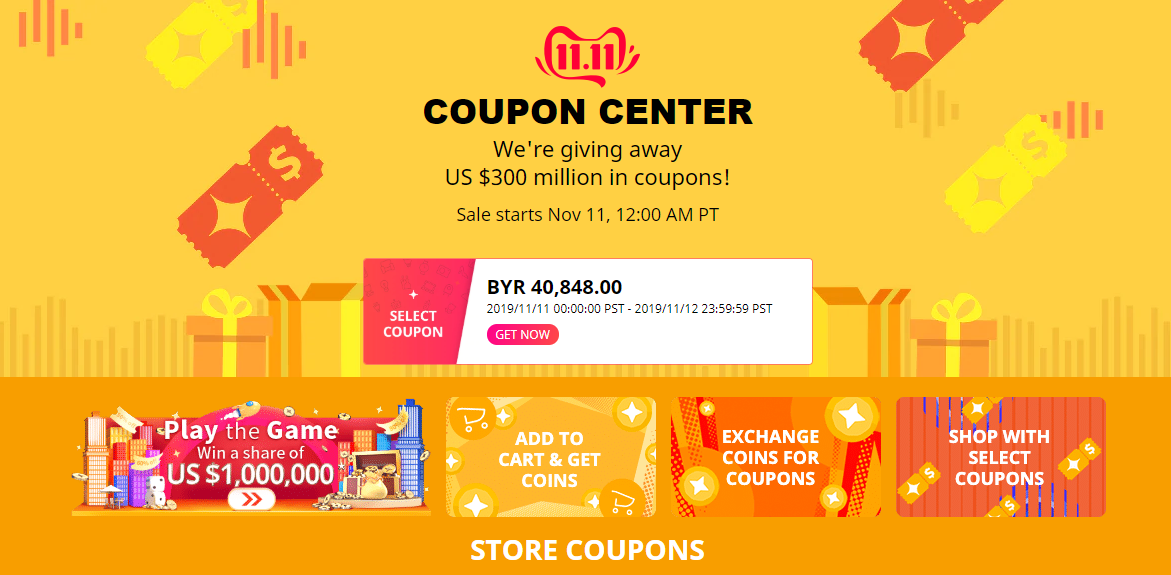 11.11
COUPON CENTER
We're giving away
US $300 million in coupons!
Sale starts Nov 11, 12:00 AM PT
SELECT
COUPON
BYR 40,848.00
2019/11/11 00:00:00 PST - 2019/11/12 23:59:59 PST
GET NOW
Play the Game
Win a share of
US $1,000,000
ADD TO
CART & GET
COINS
EXCHANGE
COINS FOR
COUPONS
SHOP WITH
SELECT
COUPONS
STORE COUPONS